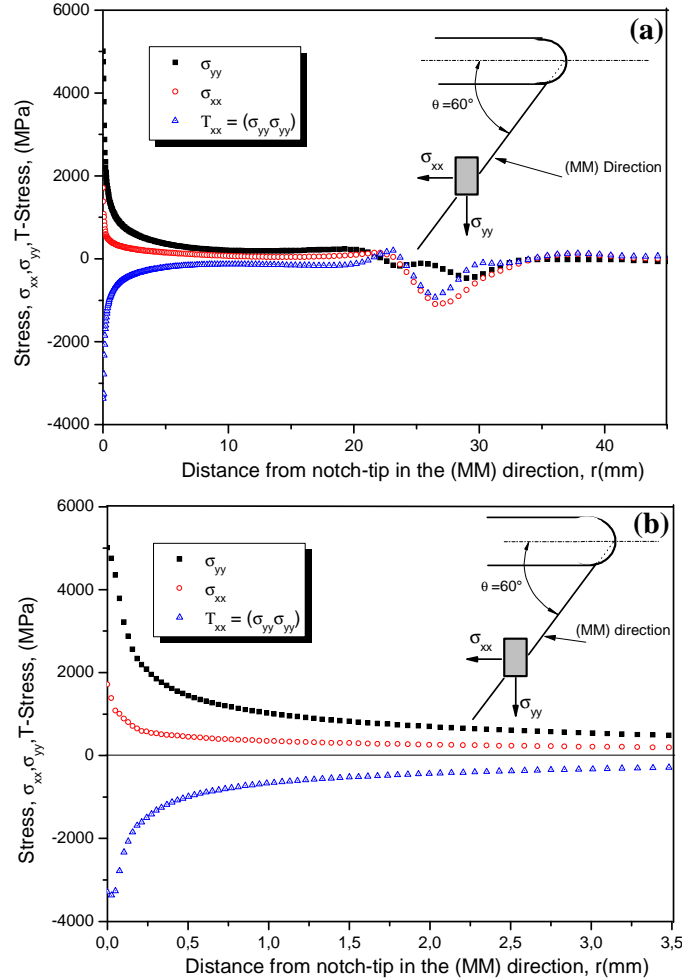 (a)
6000
4000
2000
0
-2000
-4000
Stress, σxx,σyy,T-Stress, (MPa)
σyy
σxx
Txx = (σyy σyy)
θ=60°
(MM) Direction
σxx
σyy
0 10 20 30 40
Distance from notch-tip in the (MM) direction, r(mm)
(b)
6000
4000
2000
0
-2000
-4000
Stress, σxx,σyy,T-Stress, (MPa)
σyy
σxx
Txx = (σyy σyy)
θ=60°
(MM) direction
σxx
σyy
0,0 0,5 1,0 1,5 2,0 2,5 3,0 3,5
Distance from notch-tip in the (MM) direction, r(mm)